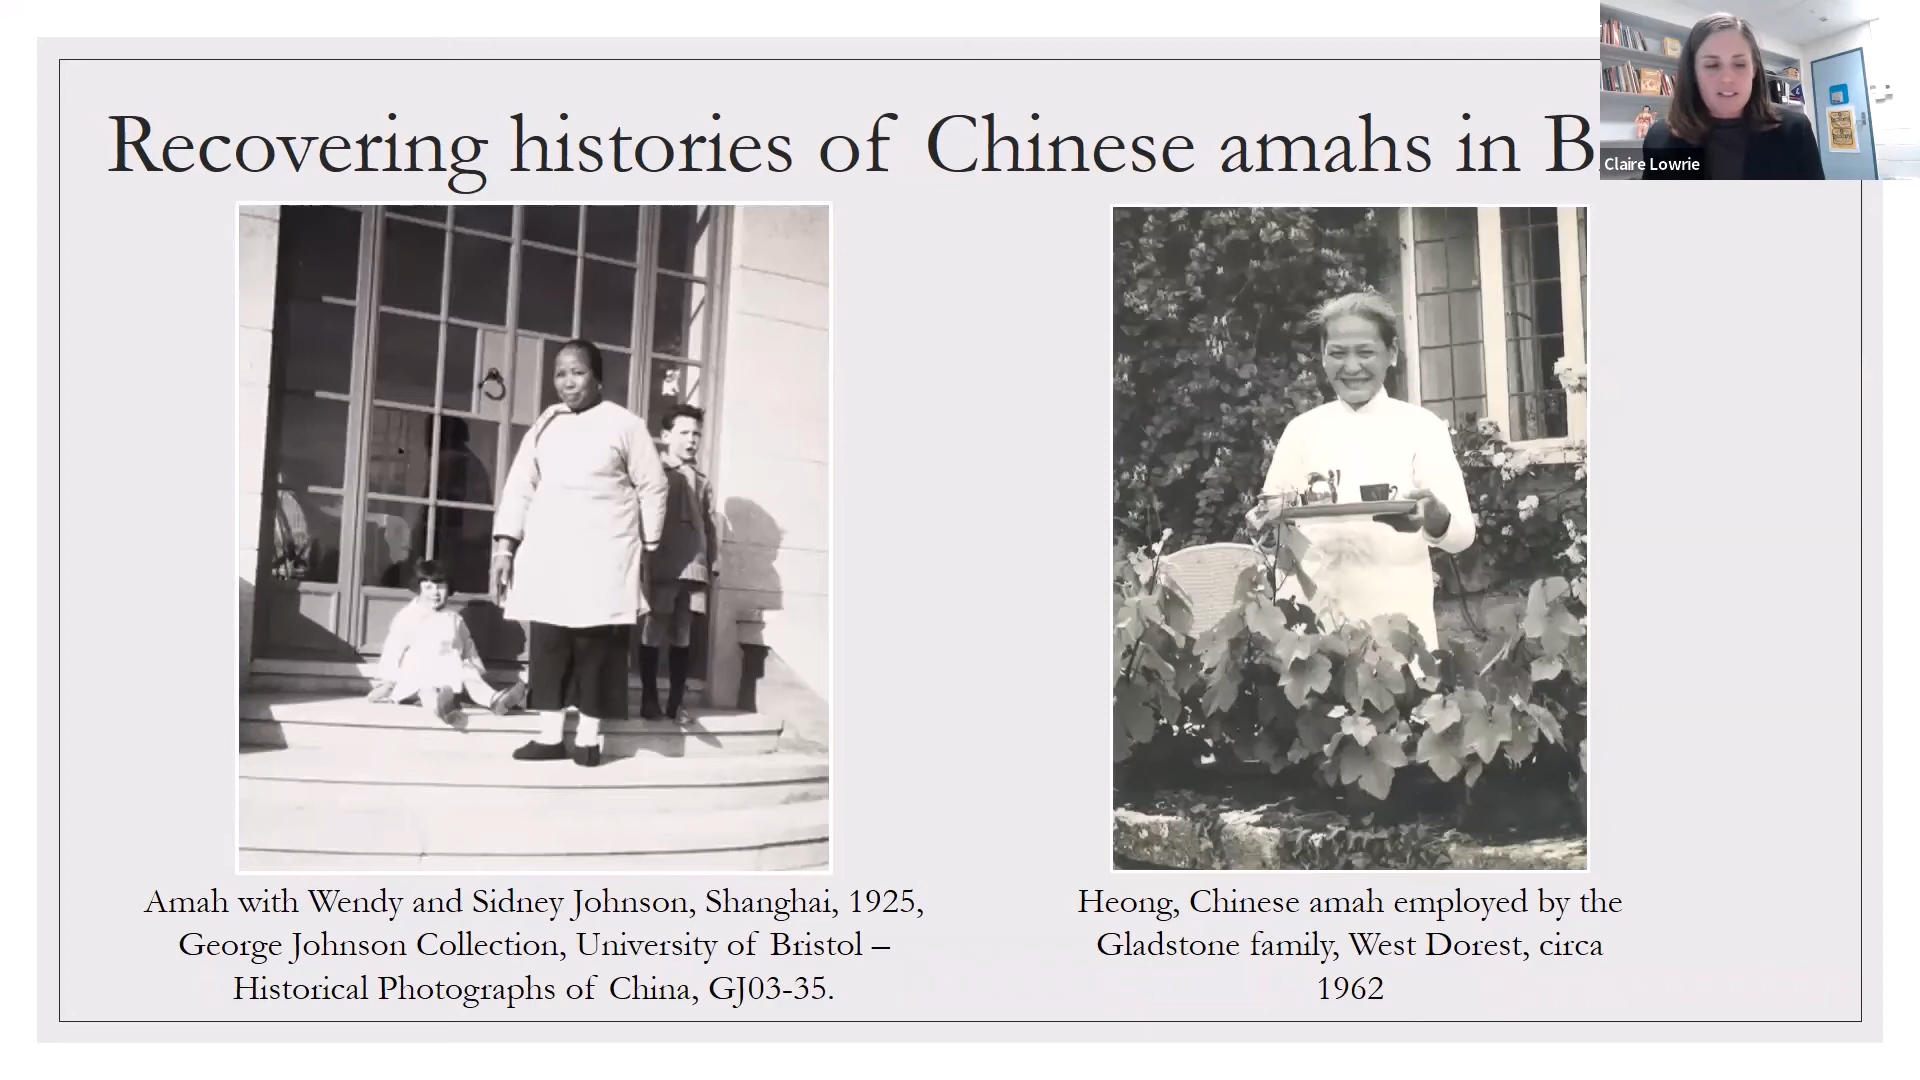 Recovering histories of Chinese amahs in B
Claire Lowrie
Amah with Wendy and Sidney Johnson, Shanghai, 1925,
George Johnson Collection, University of Bristol –
Historical Photographs of China, GJ03-35.
Heong, Chinese amah employed by the
Gladstone family, West Dorest, circa
1962